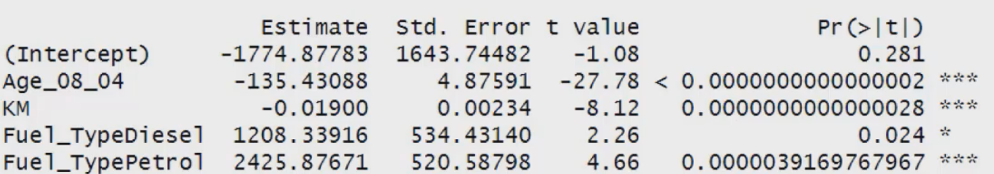 Estimate Std. Error t value Pr(>|t|)
(Intercept) -1774.87783 1643.74482 -1.08 0.281
Age_08_04 -135.43088 4.87591 -27.78 < 0.0000000000000002 ***
KM -0.01900 0.00234 -8.12 0.0000000000000028 ***
Fuel_TypeDiesel 1208.33916 534.43140 2.26 0.024 *
Fuel_TypePetrol 2425.87671 520.58798 4.66 0.0000039169767967 ***